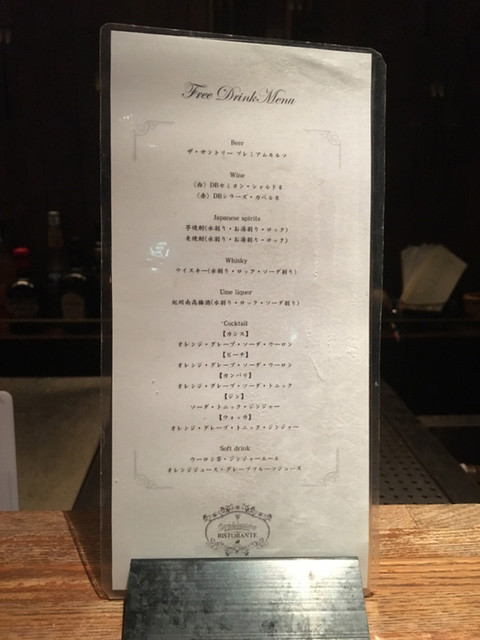 Free Drink Menu
Beer
ザ・サントリー プレミアムモルツ
Wine
(白) DBセミヨン・シャルドネ
(赤) DBシラーズ・カベルネ
Japanese spirits
芋焼酎(水割り・お湯割り・ロック)
麦焼酎(水割り・お湯割り・ロック)
Whisky
ウイスキー(水割り・ロック・ソーダ割り)
Ume liquor
紀州南高梅酒(水割り・ロック・ソーダ割り)
Cocktail
【カシス】
オレンジ・グレープ・ソーダ・ウーロン
【ピーチ】
オレンジ・グレープ・ソーダ・ウーロン
【カンパリ】
オレンジ・グレープ・ソーダ・トニック
【ジン】
ソーダ・トニック・ジンジャー
【ウォッカ】
オレンジ・グレープ・トニック・ジンジャー
Soft drink
ウーロン茶・ジンジャーエール
オレンジジュース・グレープフルーツジュース
RISTORANTE